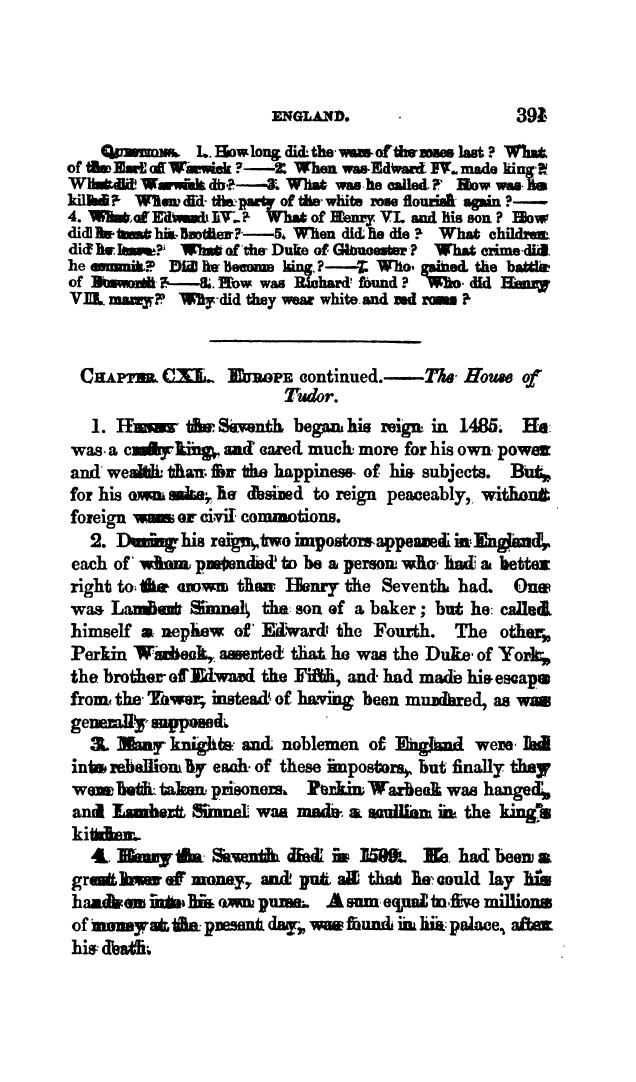 ENGLAND. 391
QUESTIONS. 1. How long did the wars of the roses last? What
of the Earl of Warwick?—2. When was Edward IV. made king?
What did Warwick do?—3. What was he called? How was he
killed? When did the party of the white rose flourish again?—
4. What of Edward IV.? What of Henry VI. and his son? How
did he treat his brother?—5. When did he die? What children
did he leave? What of the Duke of Gloucester? What crime did
he commit? Did he become king?—7. Who gained the battle
of Bosworth?—8. How was Richard found? Who did Henry
VII. marry? Why did they wear white and red roses?
CHAPTER CXL. EUROPE continued.—The House of
Tudor.
1. HENRY the Seventh began his reign in 1485. He
was a crafty king, and cared much more for his own power
and wealth than for the happiness of his subjects. But,
for his own sake, he desired to reign peaceably, without
foreign wars or civil commotions.
2. During his reign, two impostors appeared in England,
each of whom pretended to be a person who had a better
right to the crown than Henry the Seventh had. One
was Lambert Simnel, the son of a baker; but he called
himself a nephew of Edward the Fourth. The other,
Perkin Warbeck, asserted that he was the Duke of York,
the brother of Edward the Fifth, and had made his escape
from the Tower, instead of having been murdered, as was
generally supposed.
3. Many knights and noblemen of England were led
into rebellion by each of these impostors, but finally they
were both taken prisoners. Perkin Warbeck was hanged,
and Lambert Simnel was made a scullion in the king's
kitchen.
4. Henry the Seventh died in 1509. He had been a
great lover of money, and put all that he could lay his
hands on into his own purse. A sum equal to five millions
of money at the present day, was found in his palace, after
his death.